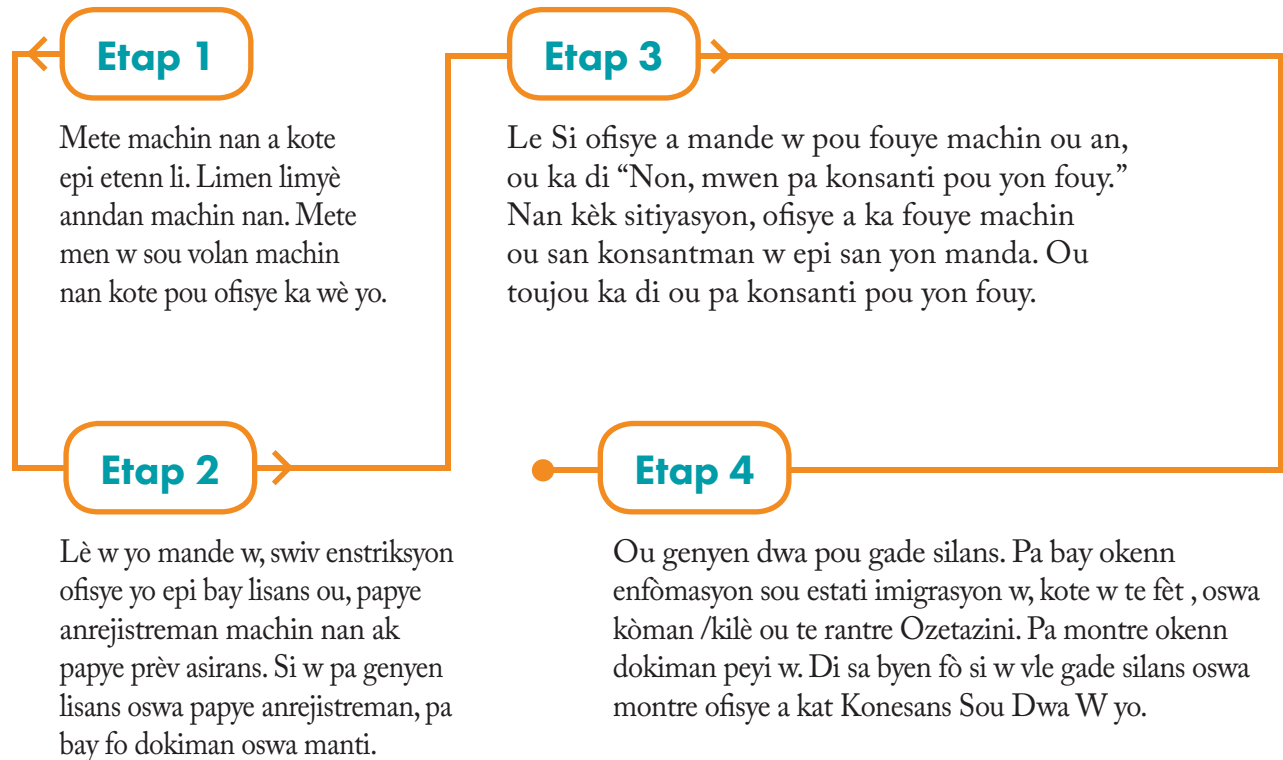 Etap 1
Mete machin nan a kote
epi etenn li. Limen limyè
anndan machin nan. Mete
men w sou volan machin
nan kote pou ofisye ka wè yo.
Etap 2
Lè w yo mande w, swiv enstriksyon
ofisye yo epi bay lisans ou, papye
anrejistreman machin nan ak
papye prèv asirans. Si w pa genyen
lisans oswa papye anrejistreman, pa
bay fo dokiman oswa manti.
Etap 3
Le Si ofisye a mande w pou fouye machin ou an,
ou ka di “Non, mwen pa konsanti pou yon fouy.”
Nan kèk sitiyasyon, ofisye a ka fouye machin
ou san konsantman w epi san yon manda. Ou
toujou ka di ou pa konsanti pou yon fouy.
Etap 4
Ou genyen dwa pou gade silans. Pa bay okenn
enfòmasyon sou estati imigrasyon w, kote w te fèt , oswa
kòman /kilè ou te rantre Ozetazini. Pa montre okenn
dokiman peyi w. Di sa byen fò si w vle gade silans oswa
montre ofisye a kat Konesans Sou Dwa W yo.